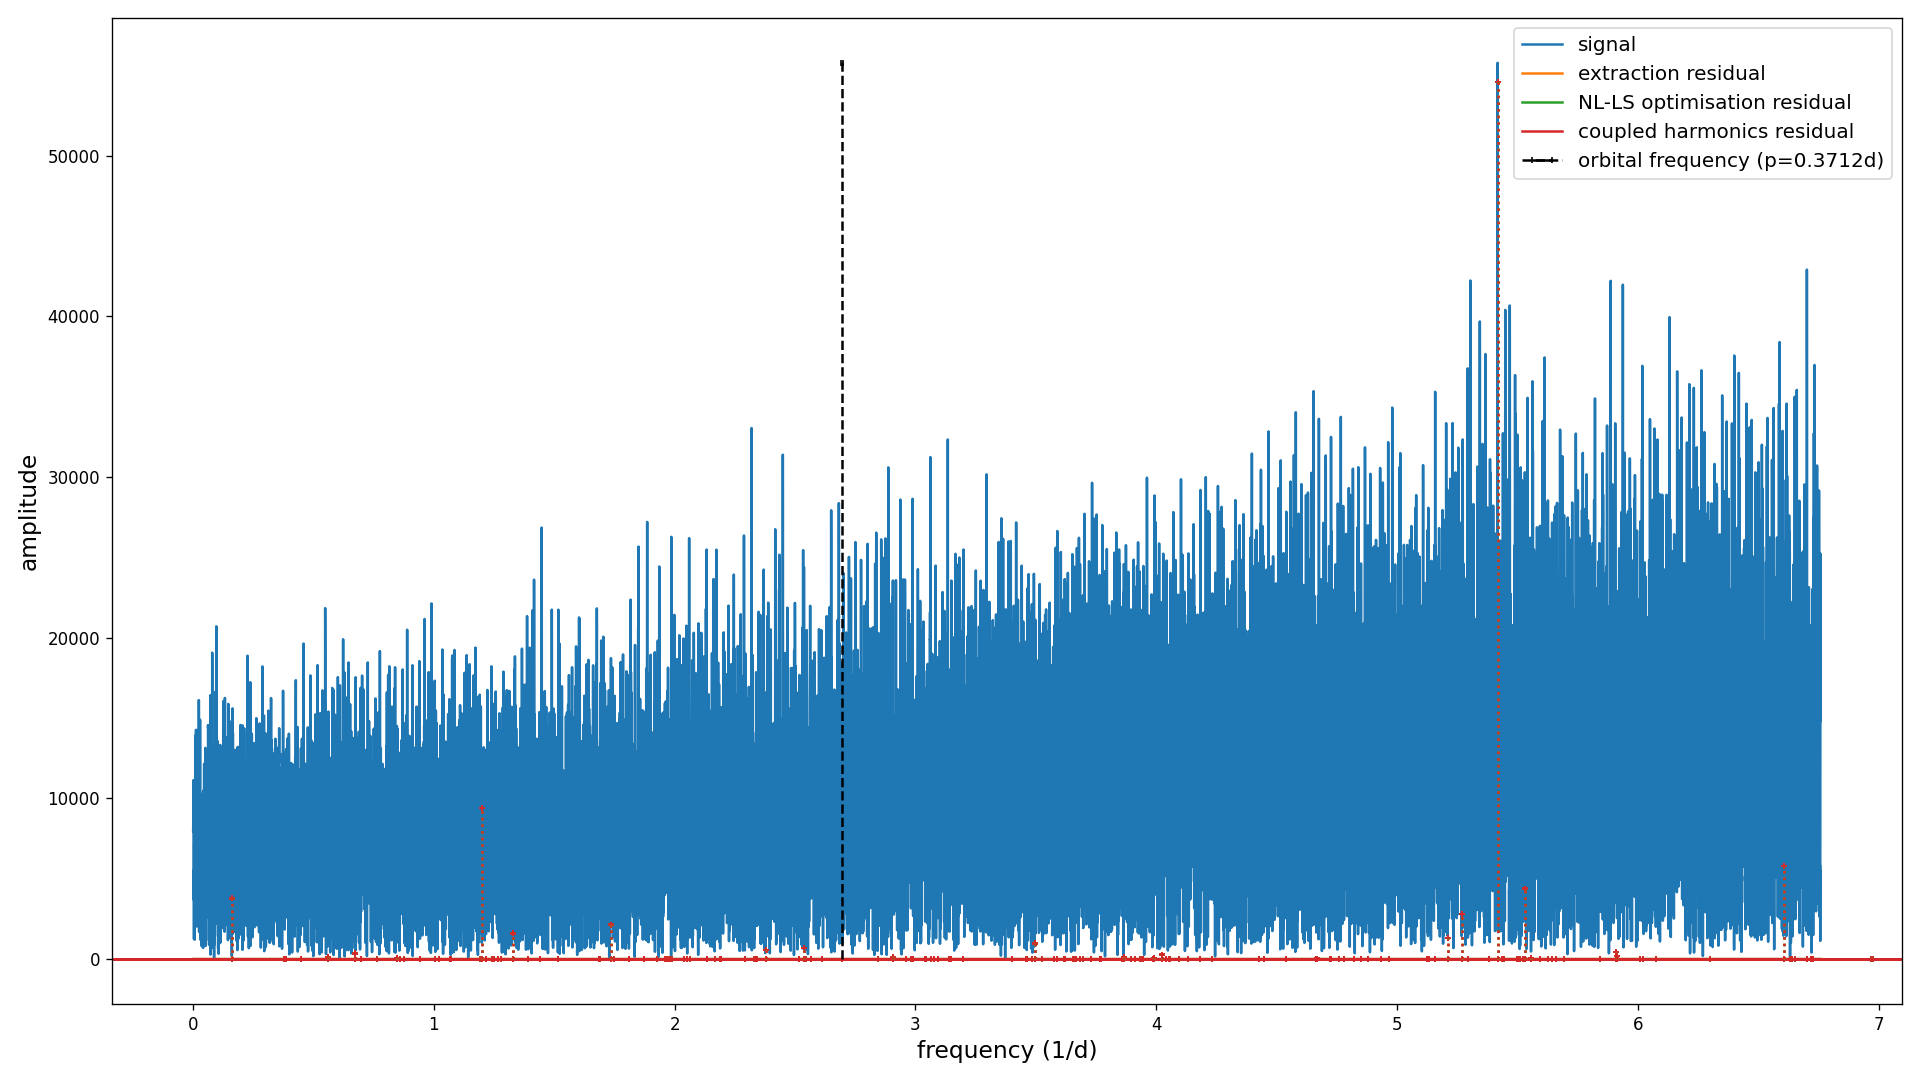 signal
extraction residual
NL-LS optimisation residual
coupled harmonics residual
orbital frequency (p=0.3712d)
amplitude
50000
40000
30000
20000
10000
0
0 1 2 3 4 5 6 7
frequency (1/d)